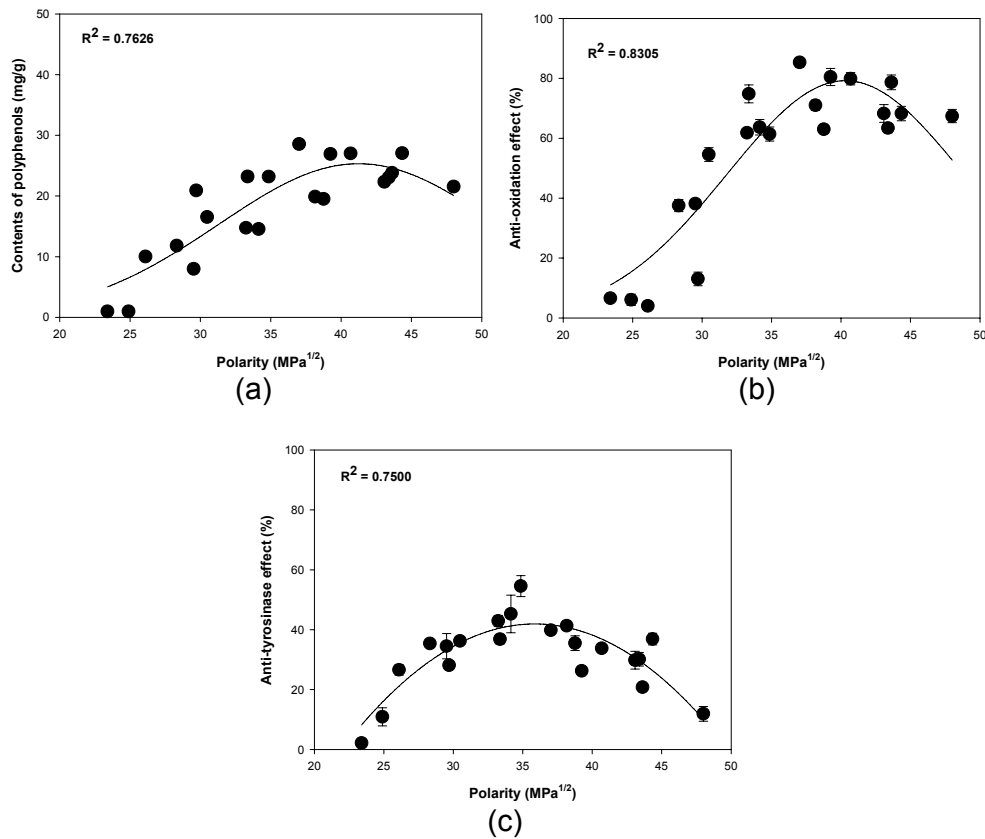 R² = 0.7626
Contents of polyphenols (mg/g)
50
40
30
20
10
0
20 25 30 35 40 45 50
Polarity (MPa^1/2)
(a)
R² = 0.8305
Anti-oxidation effect (%)
100
80
60
40
20
0
20 25 30 35 40 45 50
Polarity (MPa^1/2)
(b)
R² = 0.7500
Anti-tyrosinase effect (%)
100
80
60
40
20
0
20 25 30 35 40 45 50
Polarity (MPa^1/2)
(c)